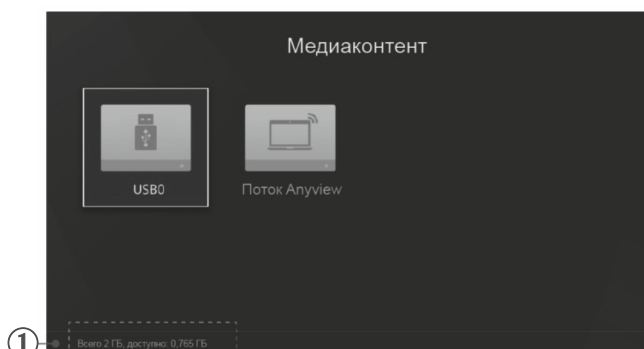 Медиаконтент
USB0
Поток Anyview
1
Всего 2 ГБ, доступно: 0,765 ГБ